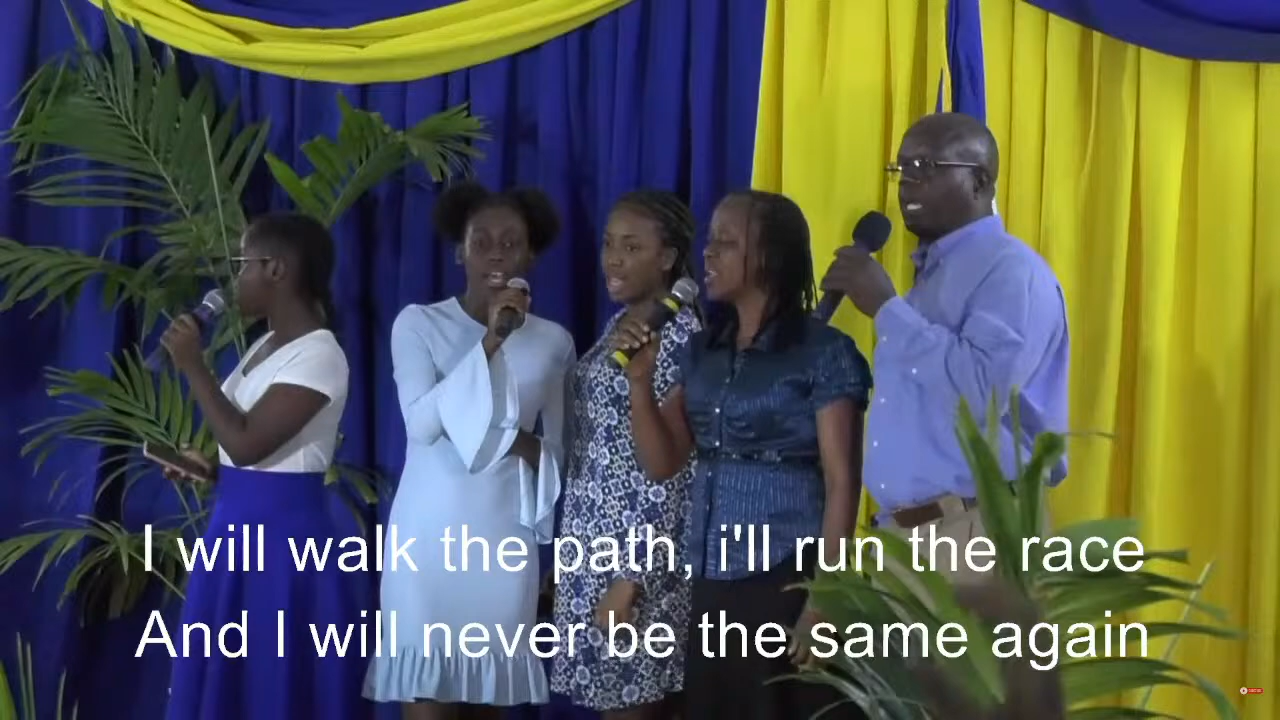 I will walk the path, i'll run the race
And I will never be the same again